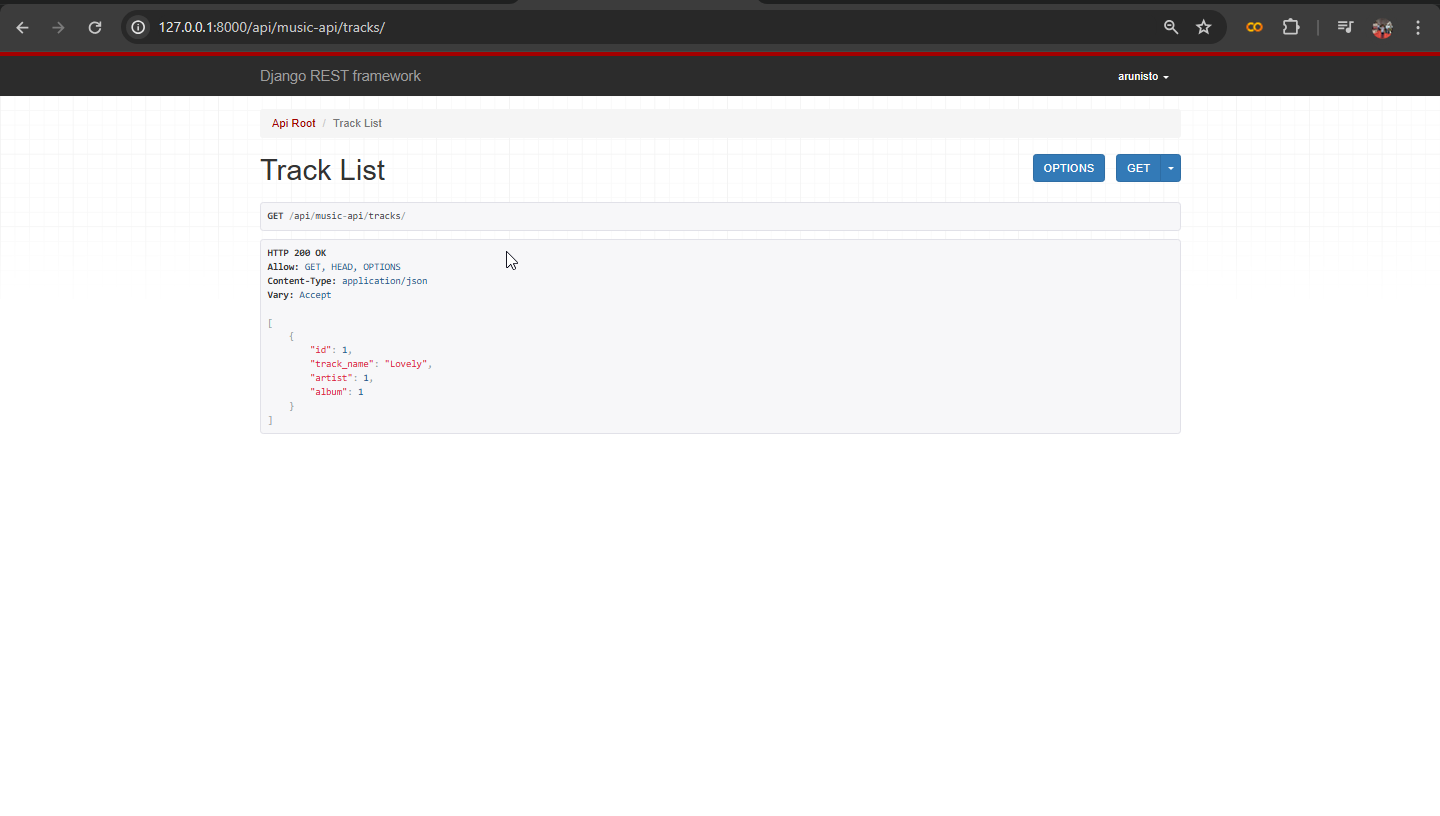 127.0.0.1:8000/api/music-api/tracks/
Django REST framework
arunisto
Api Root / Track List
Track List
OPTIONS
GET
GET /api/music-api/tracks/
HTTP 200 OK
Allow: GET, HEAD, OPTIONS
Content-Type: application/json
Vary: Accept
[
    {
        "id": 1,
        "track_name": "Lovely",
        "artist": 1,
        "album": 1
    }
]